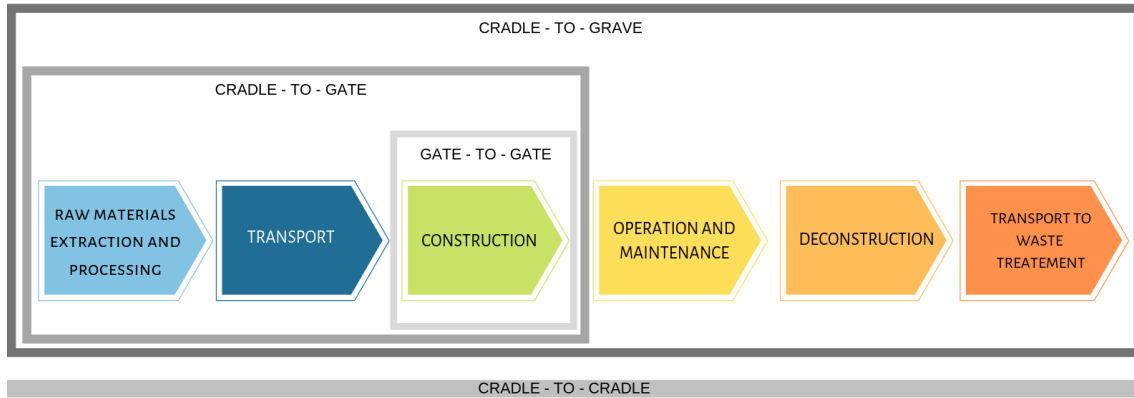 CRADLE - TO - GRAVE
CRADLE - TO - GATE
GATE - TO - GATE
RAW MATERIALS
EXTRACTION AND
PROCESSING
TRANSPORT
CONSTRUCTION
OPERATION AND
MAINTENANCE
DECONSTRUCTION
TRANSPORT TO
WASTE
TREATEMENT
CRADLE - TO - CRADLE